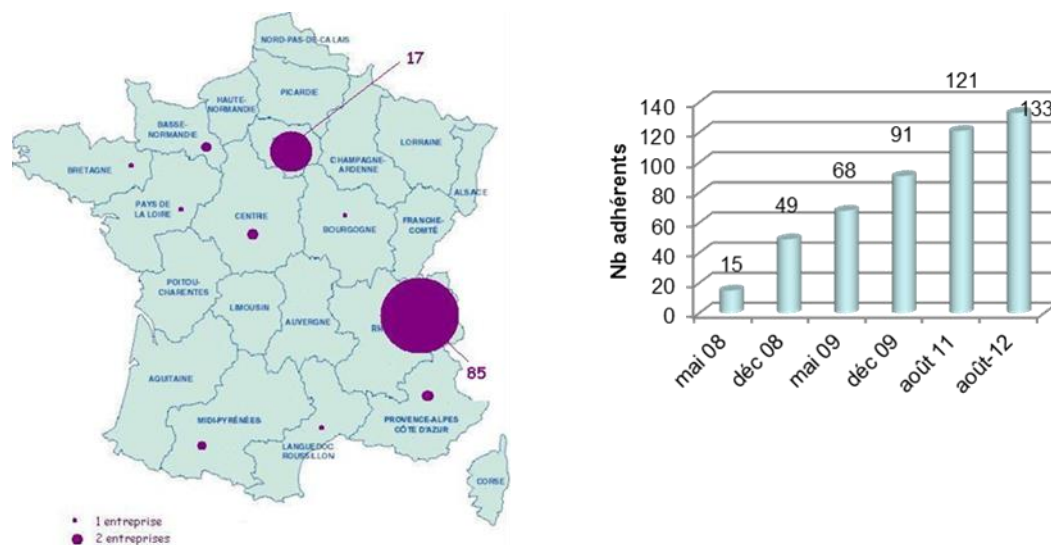 NORD-PAS-DE-CALAIS
17
PICARDIE
HAUTE-
NORMANDIE
BASSE-
NORMANDIE
LORRAINE
CHAMPAGNE-
ARDENNE
BRETAGNE
ALSACE
PAYS DE
LA LOIRE
CENTRE
BOURGOGNE
FRANCHE-
COMTÉ
POITOU-
CHARENTES
LIMOUSIN
AUVERGNE
85
AQUITAINE
MIDI-PYRÉNÉES
PROVENCE-ALPES
CÔTE D'AZUR
LANGUEDOC
ROUSSILLON
CORSE
1 entreprise
2 entreprises
Nb adhérents
140
120
100
80
60
40
20
0
15
49
68
91
121
133
mai 08
déc 08
mai 09
déc 09
août 11
août-12